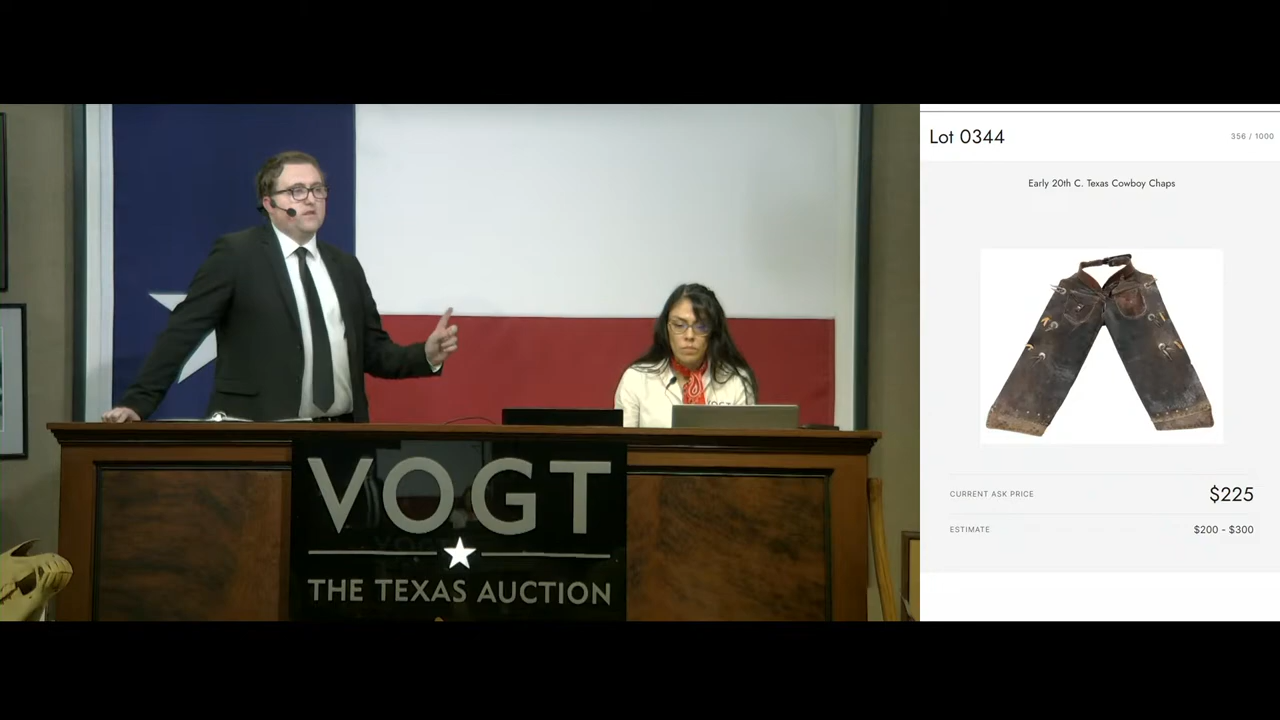 VOGT
THE TEXAS AUCTION
Lot 0344
356 / 1000
Early 20th C. Texas Cowboy Chaps
CURRENT ASK PRICE
$225
ESTIMATE
$200 - $300